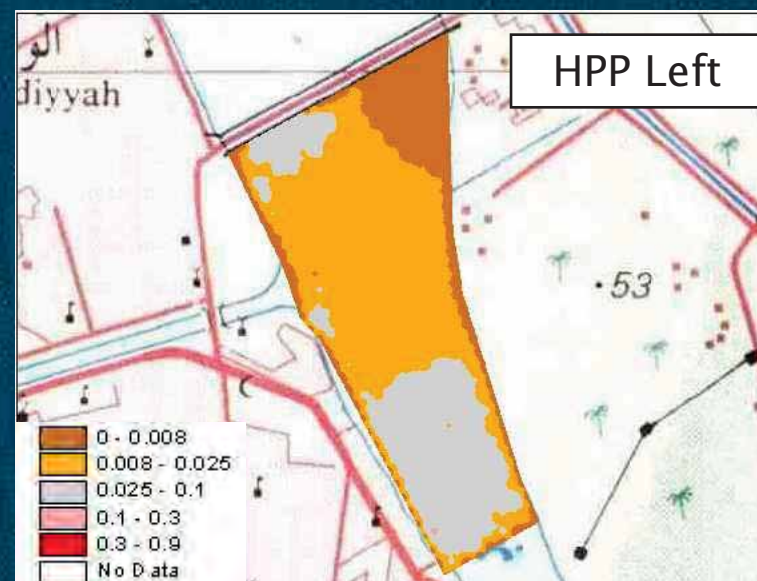 الو
diyyah
HPP Left
53
0 - 0.008
0.008 - 0.025
0.025 - 0.1
0.1 - 0.3
0.3 - 0.9
No Data